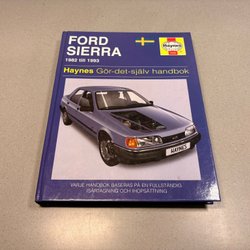 FORD
SIERRA
1982 till 1993
Haynes
Haynes Gör-det-själv handbok
HAYNES
VARJE HANDBOK BASERAS PÅ EN FULLSTÄNDIG
ISÄRTAGNING OCH IHOPSÄTTNING